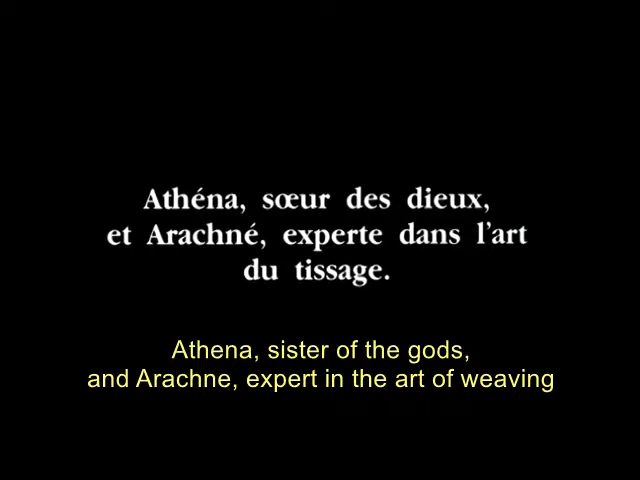 Athéna, sœur des dieux,
et Arachné, experte dans l'art
du tissage.
Athena, sister of the gods,
and Arachne, expert in the art of weaving